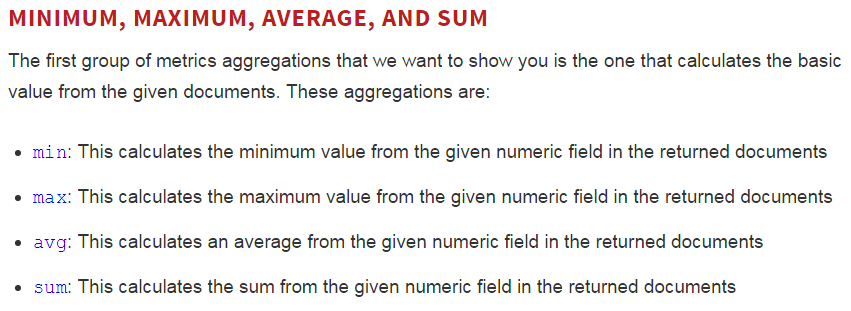 MINIMUM, MAXIMUM, AVERAGE, AND SUM
The first group of metrics aggregations that we want to show you is the one that calculates the basic
value from the given documents. These aggregations are:
• min: This calculates the minimum value from the given numeric field in the returned documents
• max: This calculates the maximum value from the given numeric field in the returned documents
• avg: This calculates an average from the given numeric field in the returned documents
• sum: This calculates the sum from the given numeric field in the returned documents